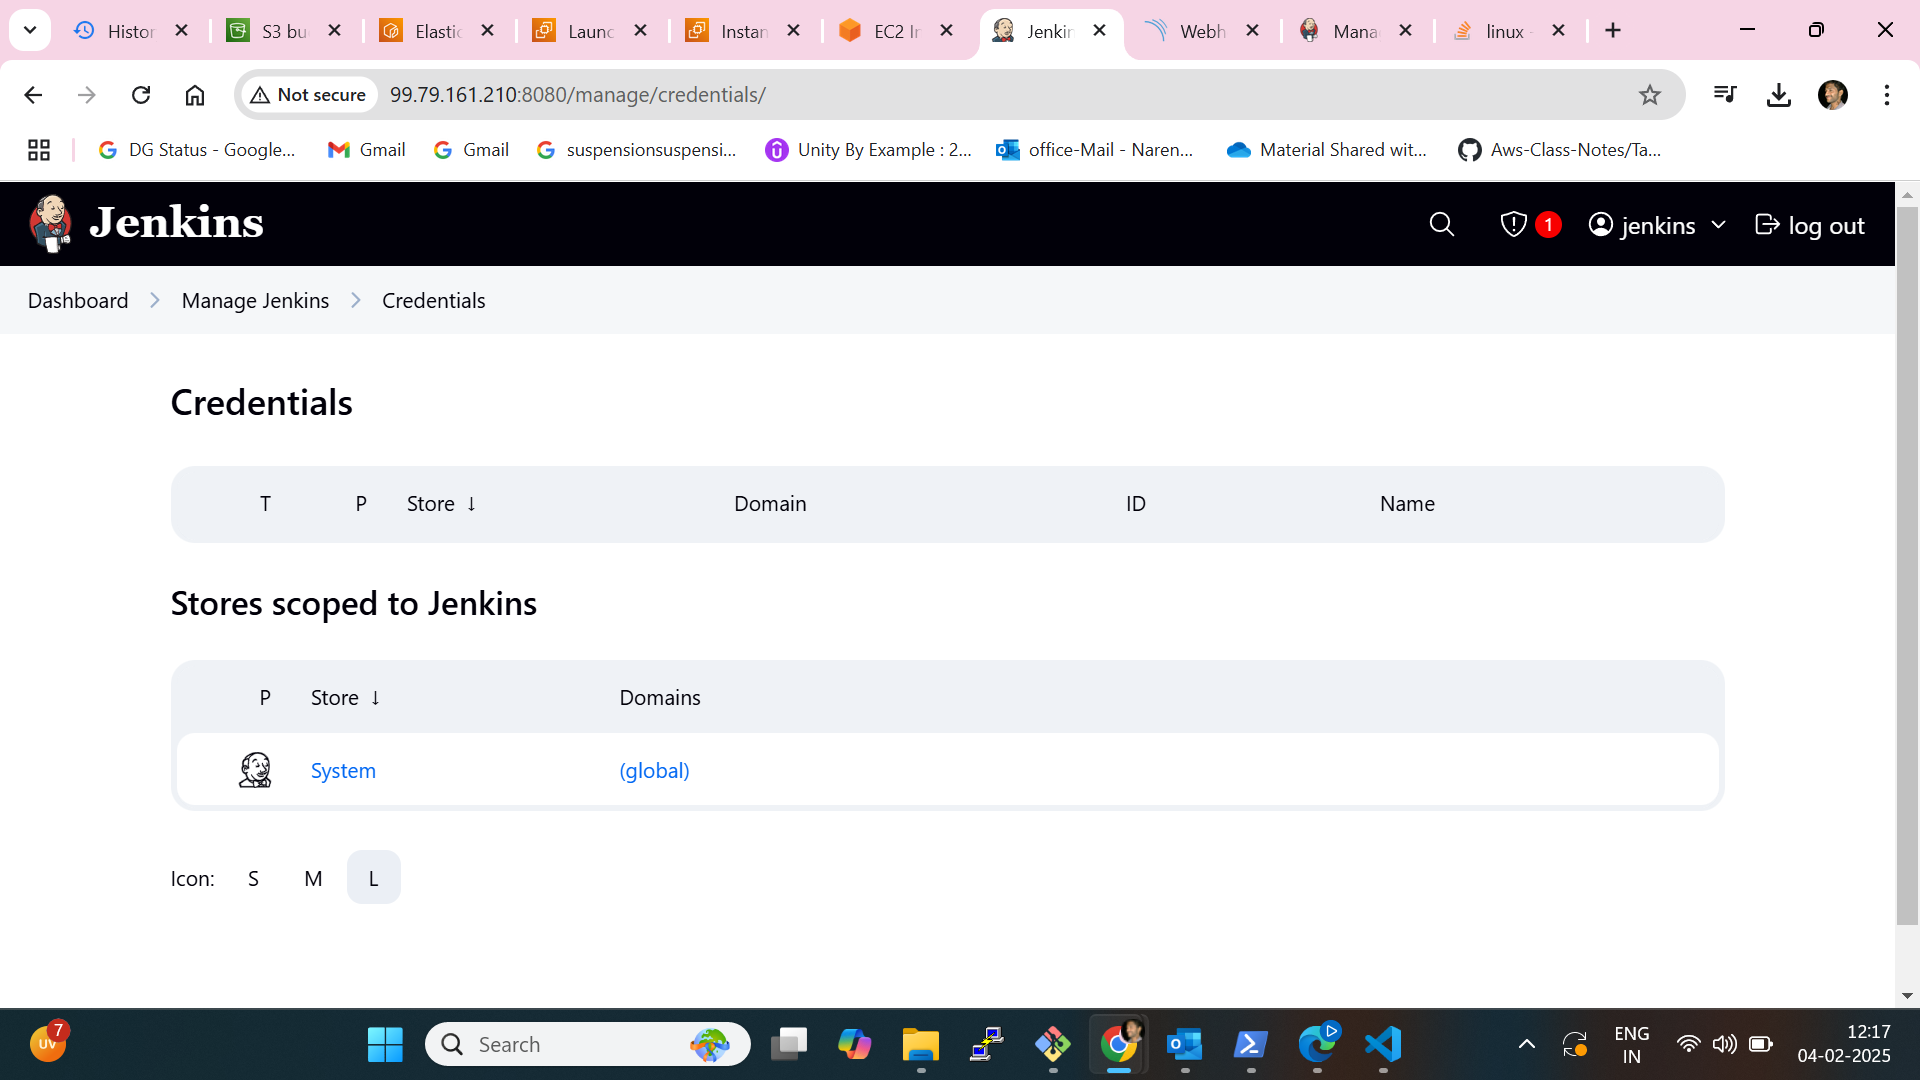 Histor
S3 bu
Elastic
Launc
Instan
EC2 In
Jenkin
Webh
Mana
linux -
Not secure
99.79.161.210:8080/manage/credentials/
DG Status - Google...
Gmail
Gmail
suspensionsuspensi...
Unity By Example : 2...
office-Mail - Naren...
Material Shared wit...
Aws-Class-Notes/Ta...
Jenkins
1
jenkins
log out
Dashboard
Manage Jenkins
Credentials
Credentials
T P Store ↓ Domain ID Name
Stores scoped to Jenkins
P Store ↓ Domains
System (global)
Icon: S M L
UV
7
Search
ENG
IN
12:17
04-02-2025